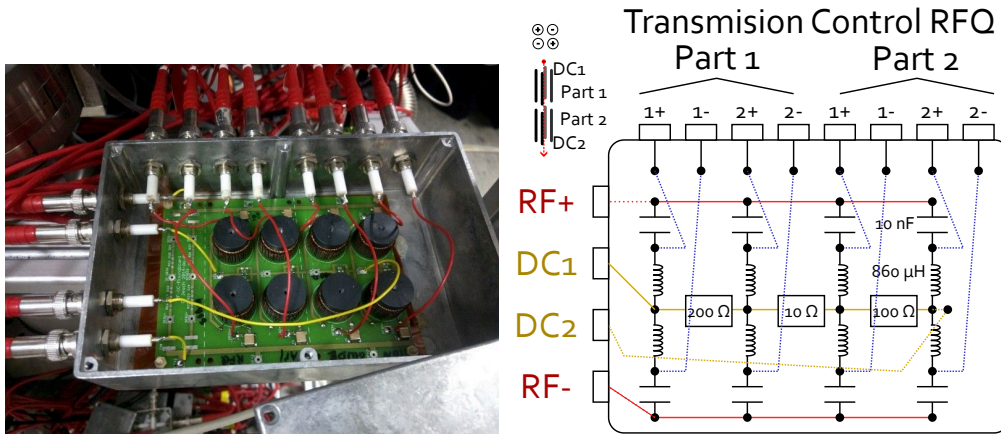 Transmision Control RFQ
Part 1
Part 2
DC1
Part 1
Part 2
DC2
1+ 1- 2+ 2- 1+ 1- 2+ 2-
RF+
10 nF
DC1
860 μH
200 Ω
10 Ω
100 Ω
DC2
RF-